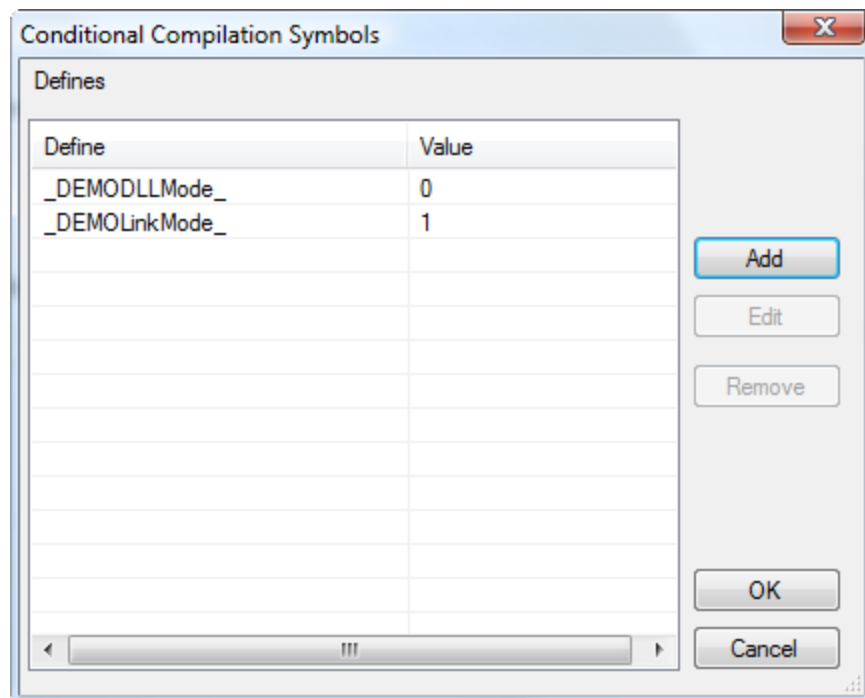 Conditional Compilation Symbols
Defines
Define Value
_DEMODLLMode_ 0
_DEMOLinkMode_ 1
Add
Edit
Remove
OK
Cancel